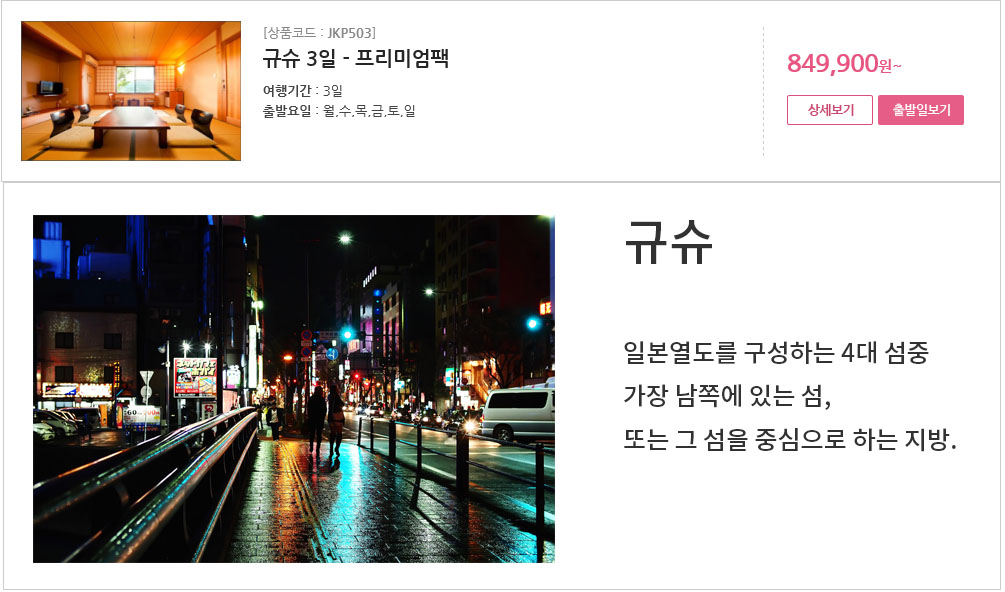 [상품코드 : JKP503]
규슈 3일 - 프리미엄팩
여행기간 : 3일
출발요일 : 월,수,목,금,토,일
849,900원~
상세보기
출발일보기
규슈
일본열도를 구성하는 4대 섬중
가장 남쪽에 있는 섬,
또는 그 섬을 중심으로 하는 지방.